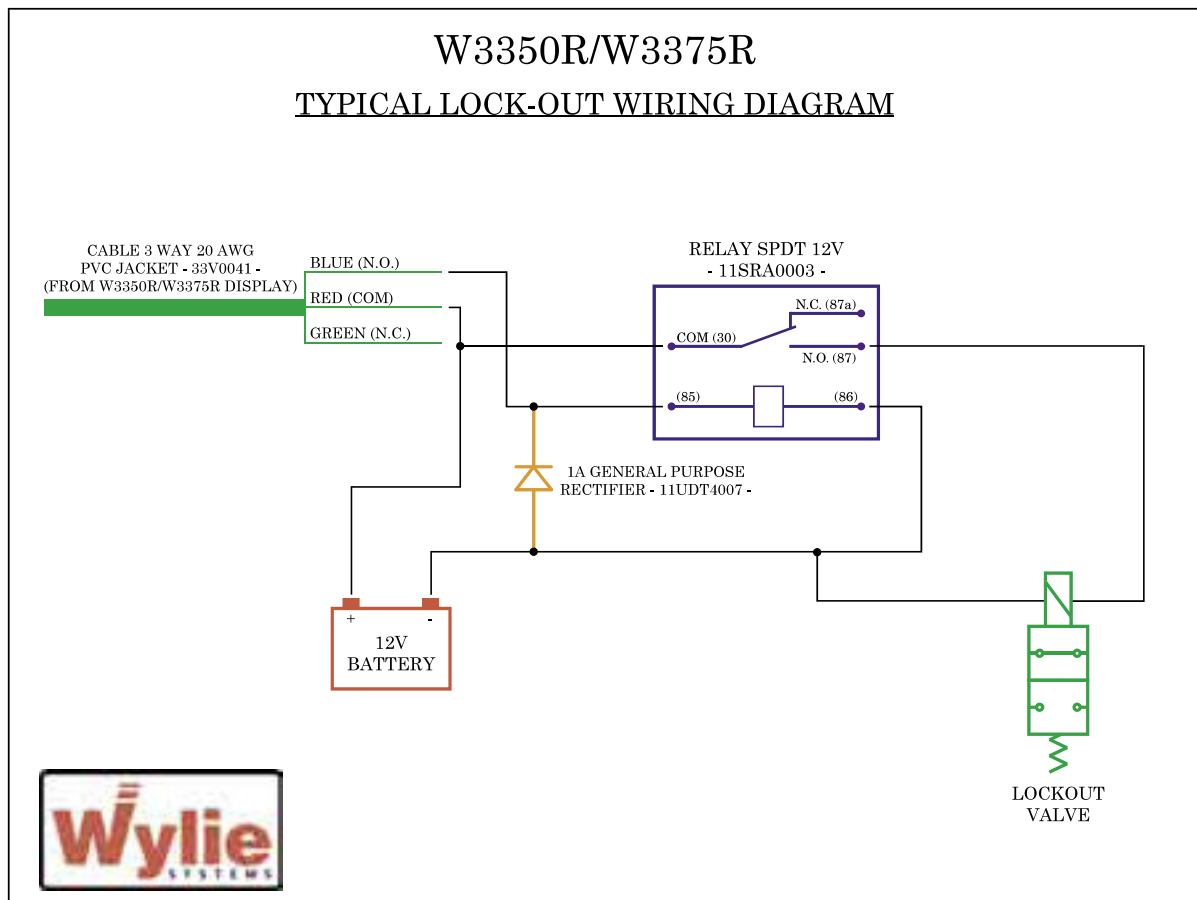 W3350R/W3375R
TYPICAL LOCK-OUT WIRING DIAGRAM
CABLE 3 WAY 20 AWG
PVC JACKET - 33V0041 -
(FROM W3350R/W3375R DISPLAY)
BLUE (N.O.)
RED (COM)
GREEN (N.C.)
RELAY SPDT 12V
- 11SRA0003 -
N.C. (87a)
COM (30)
N.O. (87)
(85)
(86)
1A GENERAL PURPOSE
RECTIFIER - 11UDT4007 -
+
-
12V
BATTERY
LOCKOUT
VALVE
Wylie
SYSTEMS